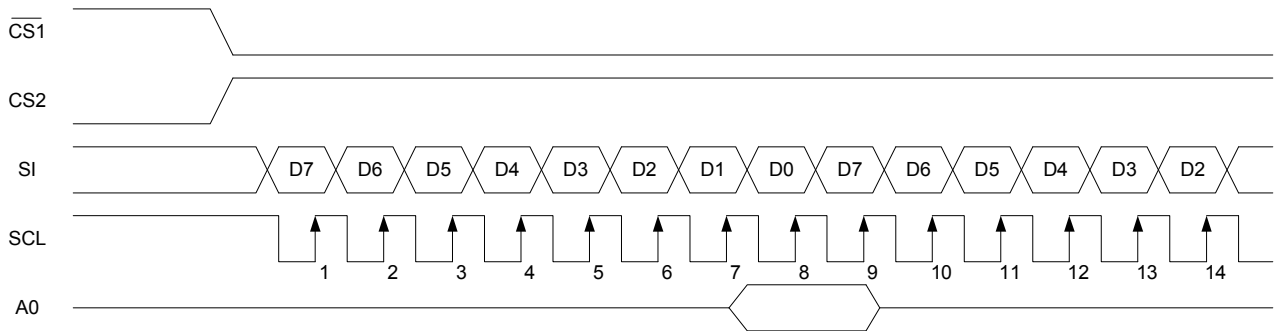 CS1
CS2
SI D7 D6 D5 D4 D3 D2 D1 D0 D7 D6 D5 D4 D3 D2
SCL
1 2 3 4 5 6 7 8 9 10 11 12 13 14
A0